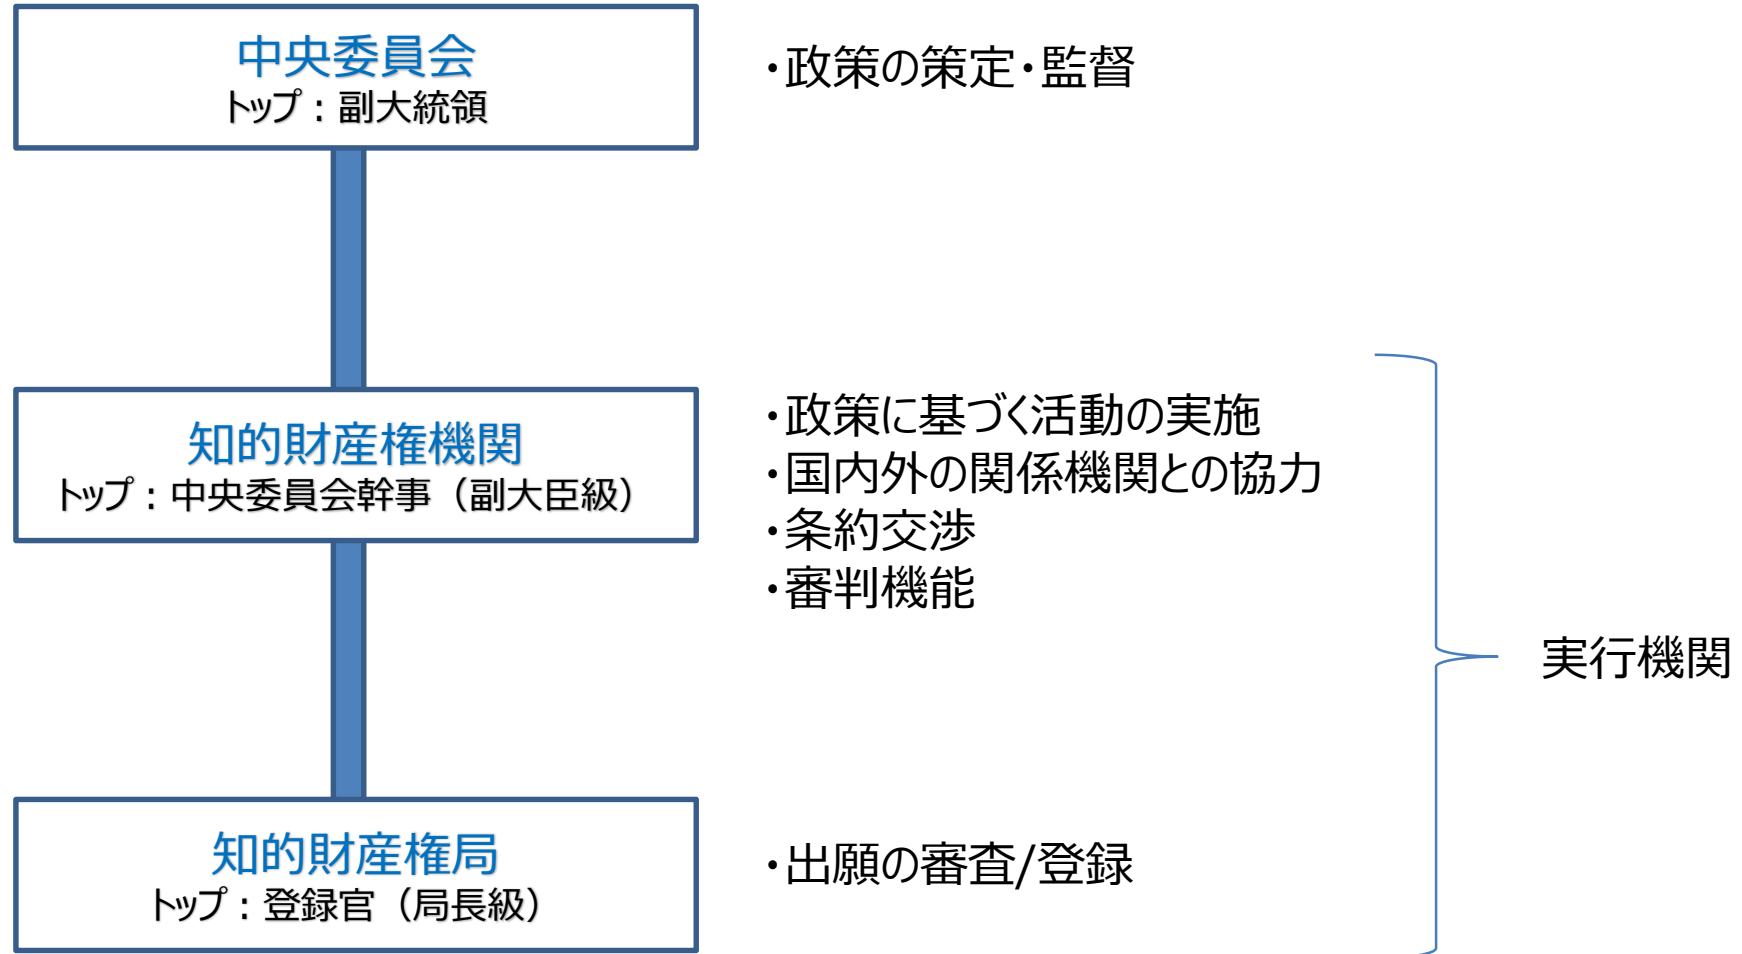 中央委員会
トップ：副大統領
・政策の策定・監督
知的財産権機関
トップ：中央委員会幹事（副大臣級）
・政策に基づく活動の実施
・国内外の関係機関との協力
・条約交渉
・審判機能
実行機関
知的財産権局
トップ：登録官（局長級）
・出願の審査/登録